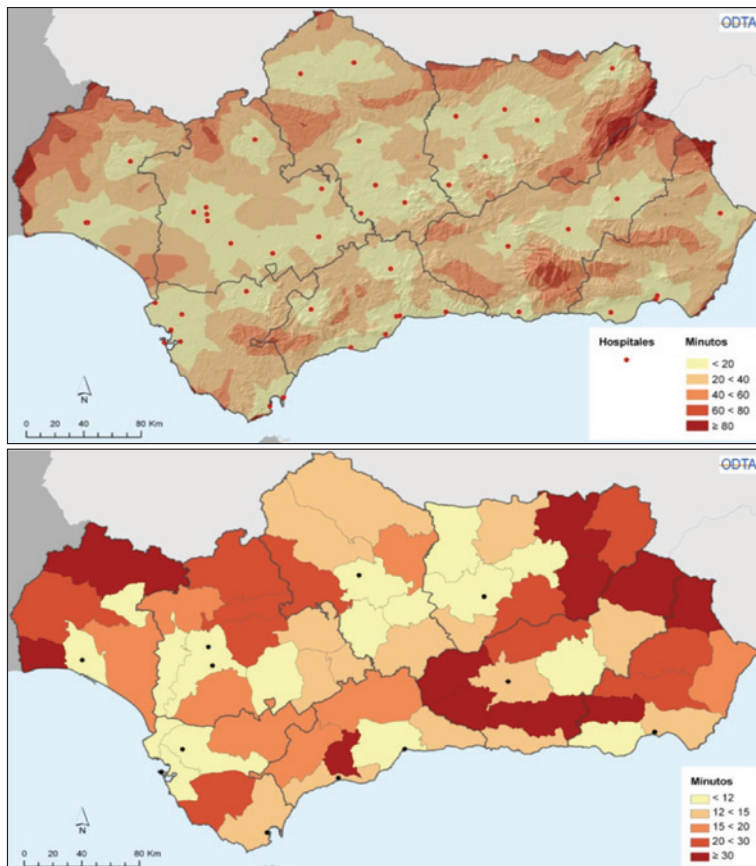 ODTA
Hospitales
Minutos
< 20
20 < 40
40 < 60
60 < 80
≥ 80
N
0 20 40 80 Km
ODTA
Minutos
< 12
12 < 15
15 < 20
20 < 30
≥ 30
N
0 20 40 80 Km